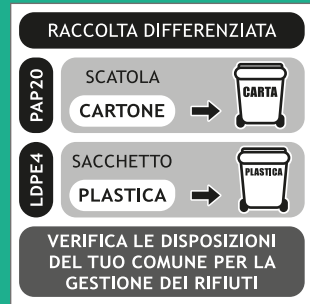 RACCOLTA DIFFERENZIATA
PAP20
SCATOLA
CARTONE
CARTA
LDPE4
SACCHETTO
PLASTICA
PLASTICA
VERIFICA LE DISPOSIZIONI
DEL TUO COMUNE PER LA
GESTIONE DEI RIFIUTI